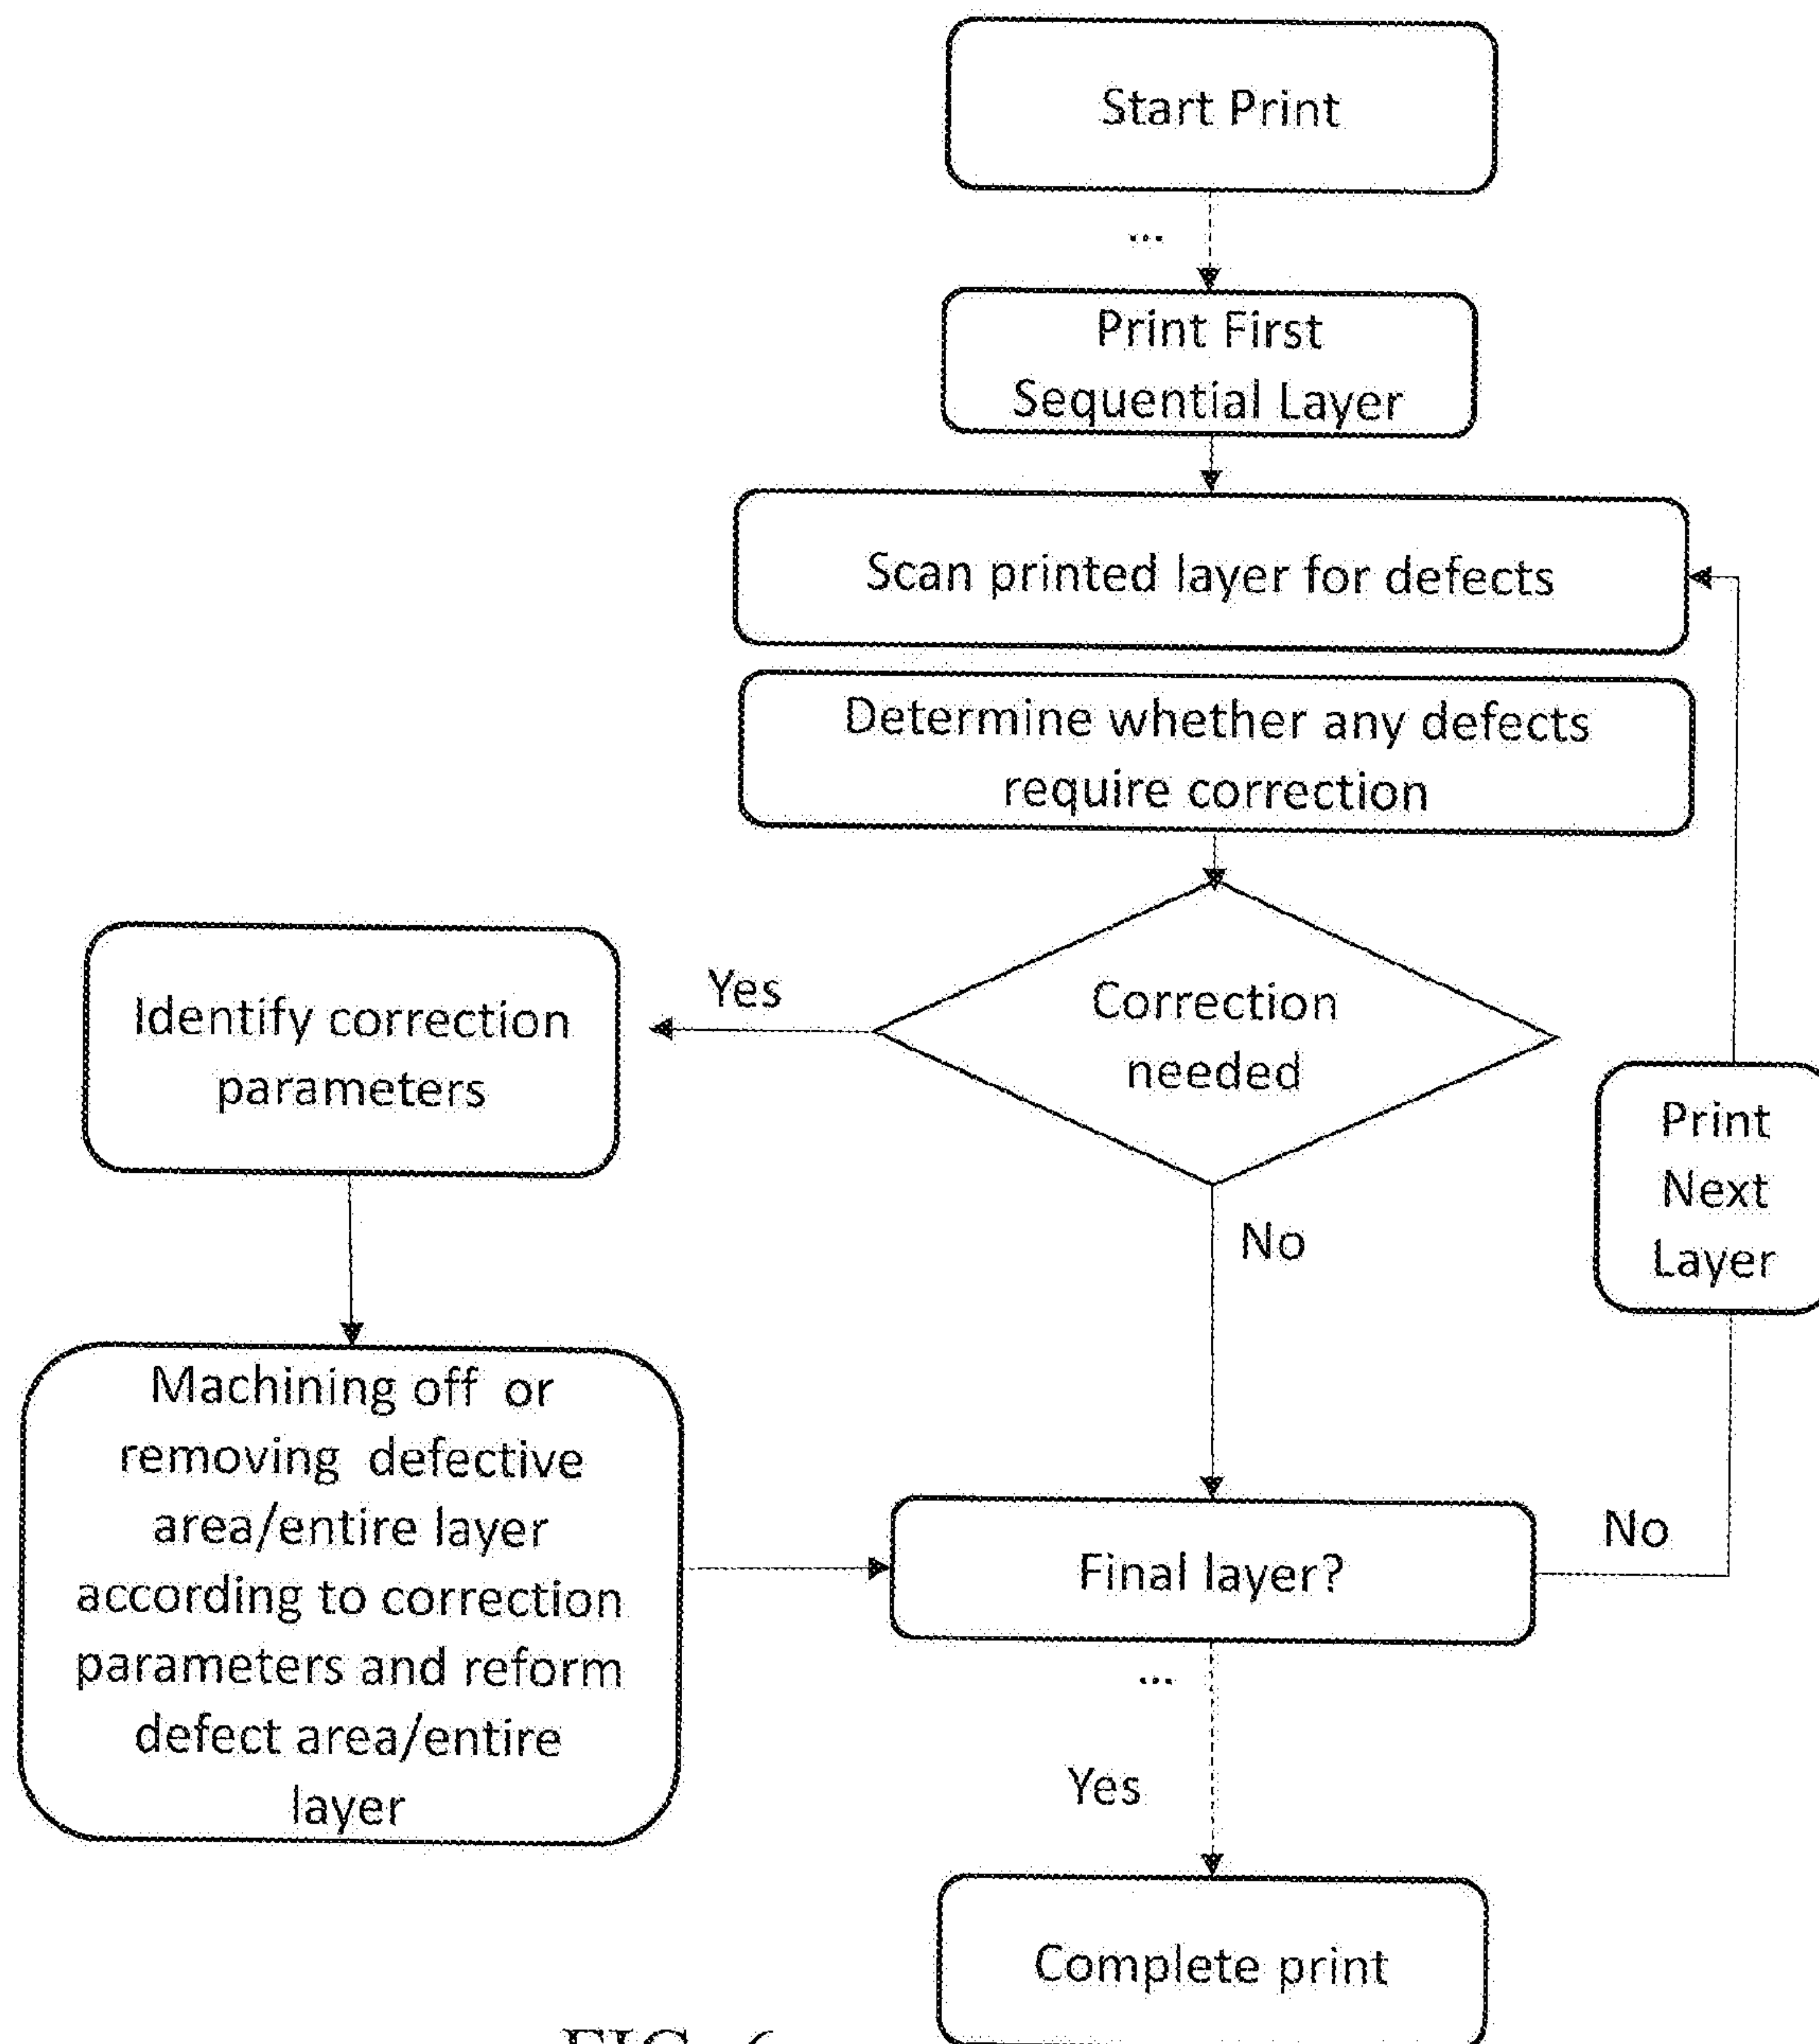 Start Print
...
Print First
Sequential Layer
Scan printed layer for defects
Determine whether any defects
require correction
Correction
needed
Yes
Identify correction
parameters
No
Print
Next
Layer
Machining off or
removing defective
area/entire layer
according to correction
parameters and reform
defect area/entire
layer
Final layer?
No
...
Yes
Complete print
FIG. 6